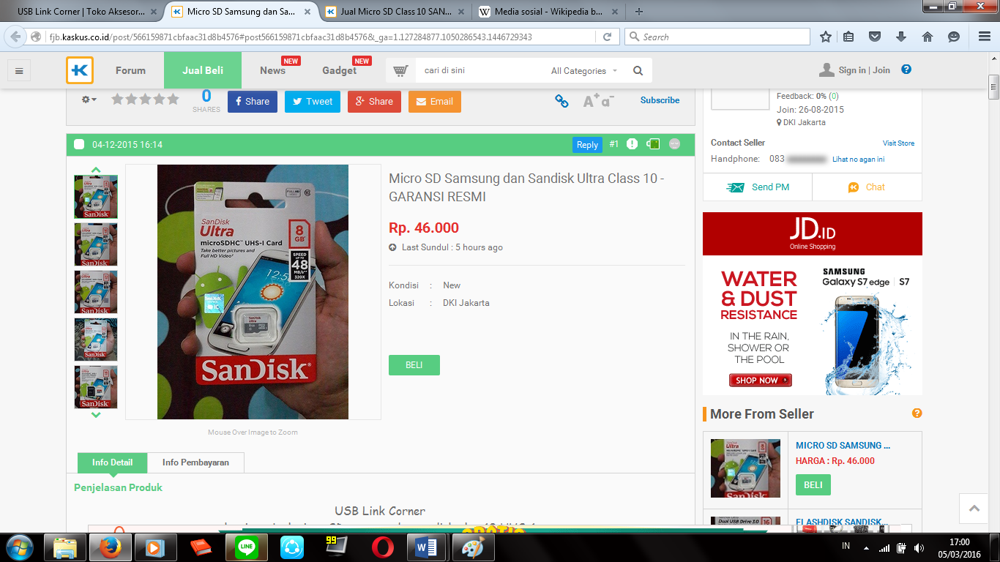 USB Link Corner | Toko Aksesor...
Micro SD Samsung dan Sa...
Jual Micro SD Class 10 SAN...
W Media sosial - Wikipedia b...
fjb.kaskus.co.id/post/566159871cbfaac31d8b4576#post566159871cbfaac31d8b4576&_ga=1.127284877.1050286543.1446729343
Search
Forum
Jual Beli
News
NEW
Gadget
NEW
cari di sini
All Categories
Sign in | Join
0
SHARES
Share
Tweet
Share
Email
A+a-
Subscribe
Feedback: 0% (0)
Join: 26-08-2015
DKI Jakarta
Contact Seller
Visit Store
Handphone: 083
Lihat no agan ini
Send PM
Chat
04-12-2015 16:14
Reply
#1
Micro SD Samsung dan Sandisk Ultra Class 10 -
GARANSI RESMI
Rp. 46.000
Last Sundul : 5 hours ago
Kondisi : New
Lokasi : DKI Jakarta
BELI
SanDisk
Ultra
microSDHC™ UHS-I Card
Take better pictures and
Full HD Video²
8
GB
SPEED
UP TO
48
MB/s
320X
12:5
SanDisk®
Mouse Over Image to Zoom
Info Detail
Info Pembayaran
Penjelasan Produk
USB Link Corner
JD.ID
Online Shopping
WATER
& DUST
RESISTANCE
IN THE RAIN,
SHOWER OR
THE POOL
SHOP NOW
SAMSUNG
Galaxy S7 edge | S7
More From Seller
MICRO SD SAMSUNG ...
HARGA : Rp. 46.000
BELI
FLASHDISK SANDISK...
LINE
99
IN
17:00
05/03/2016